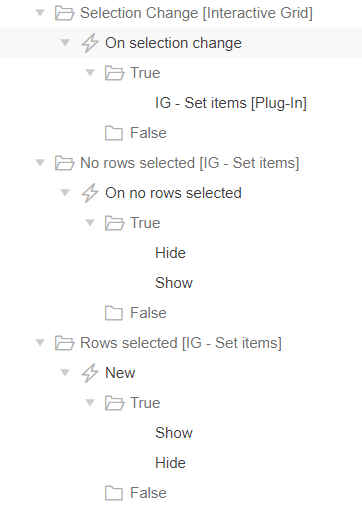 Selection Change [Interactive Grid]
On selection change
True
IG - Set items [Plug-In]
False
No rows selected [IG - Set items]
On no rows selected
True
Hide
Show
False
Rows selected [IG - Set items]
New
True
Show
Hide
False